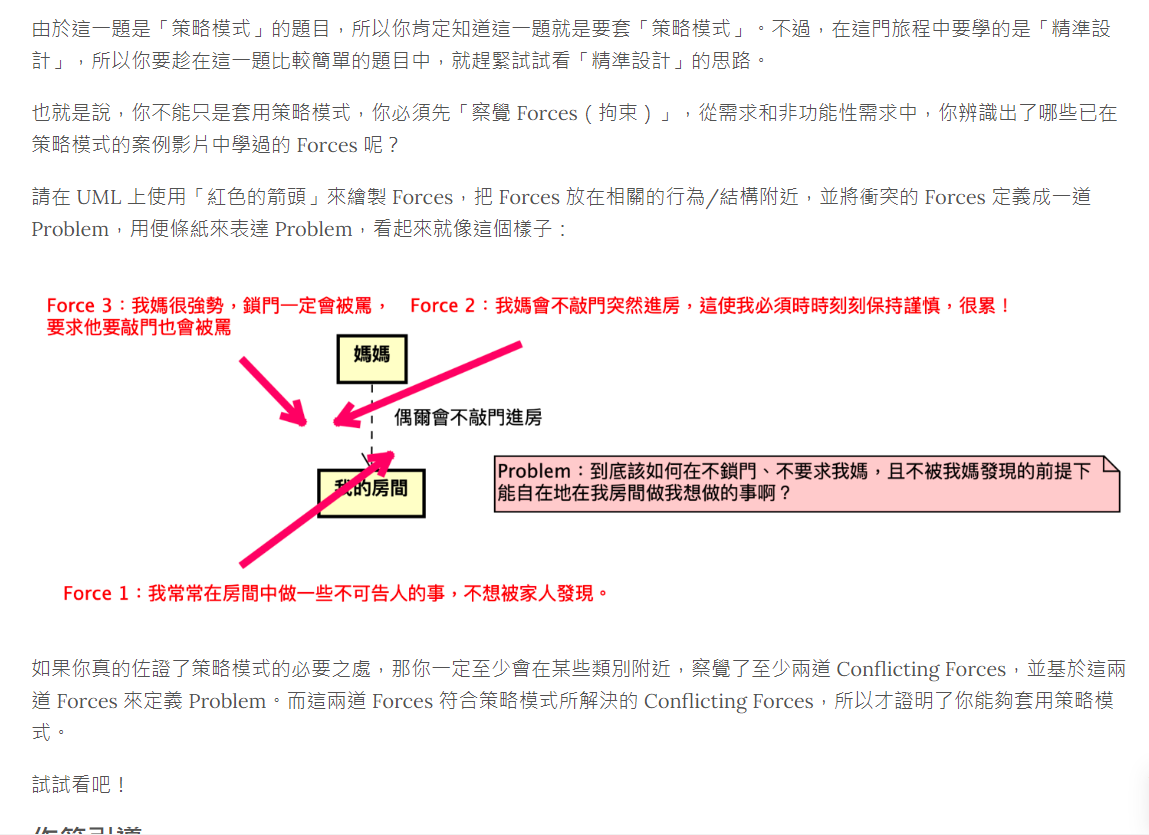 由於這一題是「策略模式」的題目，所以你肯定知道這一題就是要套「策略模式」。不過，在這門旅程中要學的是「精準設
計」，所以你要趁在這一題比較簡單的題目中，就趕緊試試看「精準設計」的思路。
也就是說，你不能只是套用策略模式，你必須先「察覺 Forces ( 拘束 ) 」，從需求和非功能性需求中，你辨識出了哪些已在
策略模式的案例影片中學過的 Forces 呢？
請在 UML 上使用「紅色的箭頭」來繪製 Forces，把 Forces 放在相關的行為/結構附近，並將衝突的 Forces 定義成一道
Problem，用便條紙來表達 Problem，看起來就像這個樣子：
Force 3：我媽很強勢，鎖門一定會被罵，
要求他要敲門也會被罵
Force 2：我媽會不敲門突然進房，這使我必須時時刻刻保持謹慎，很累！
媽媽
偶爾會不敲門進房
我的房間
Problem：到底該如何在不鎖門、不要求我媽，且不被我媽發現的前提下
能自在地在我房間做我想做的事啊？
Force 1：我常常在房間中做一些不可告人的事，不想被家人發現。
如果你真的佐證了策略模式的必要之處，那你一定至少會在某些類別附近，察覺了至少兩道 Conflicting Forces，並基於這兩
道 Forces 來定義 Problem。而這兩道 Forces 符合策略模式所解決的 Conflicting Forces，所以才證明了你能夠套用策略模
式。
試試看吧！